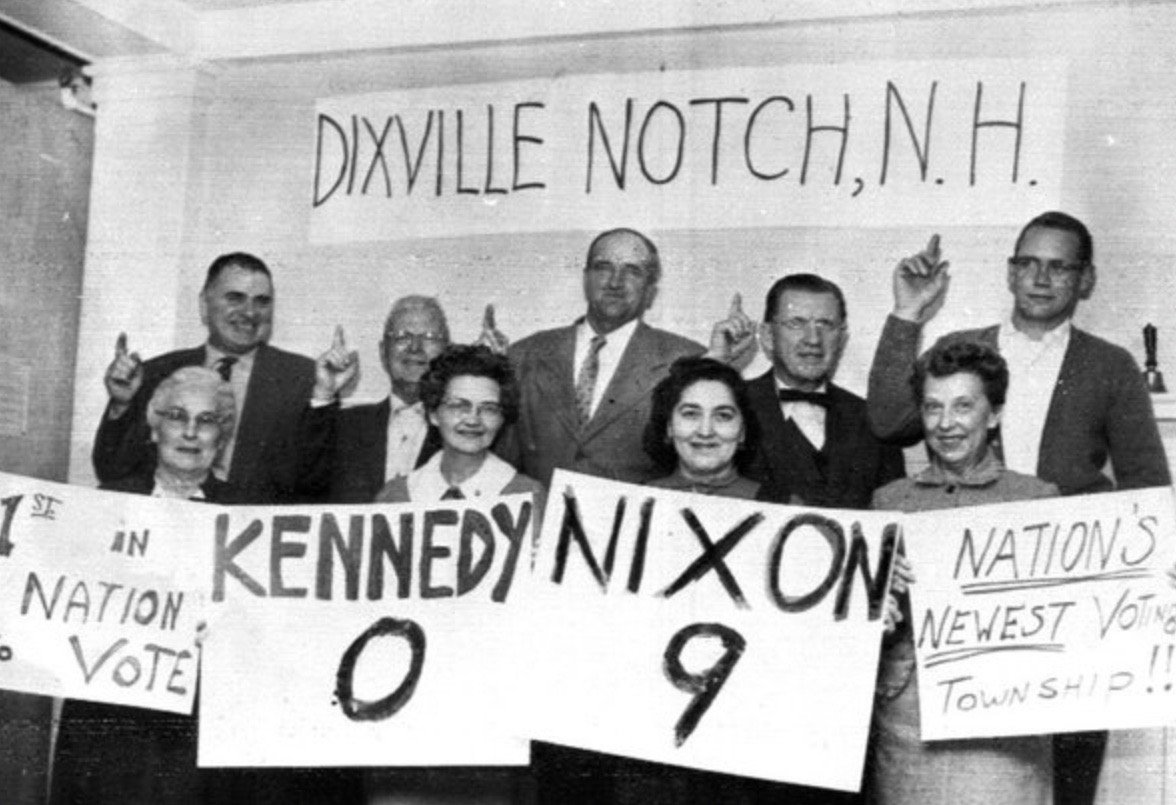 DIXVILLE NOTCH, N. H.
1ST IN
NATION
VOTE
KENNEDY
0
NIXON
9
NATION'S
NEWEST VOTING
TOWNSHIP!!